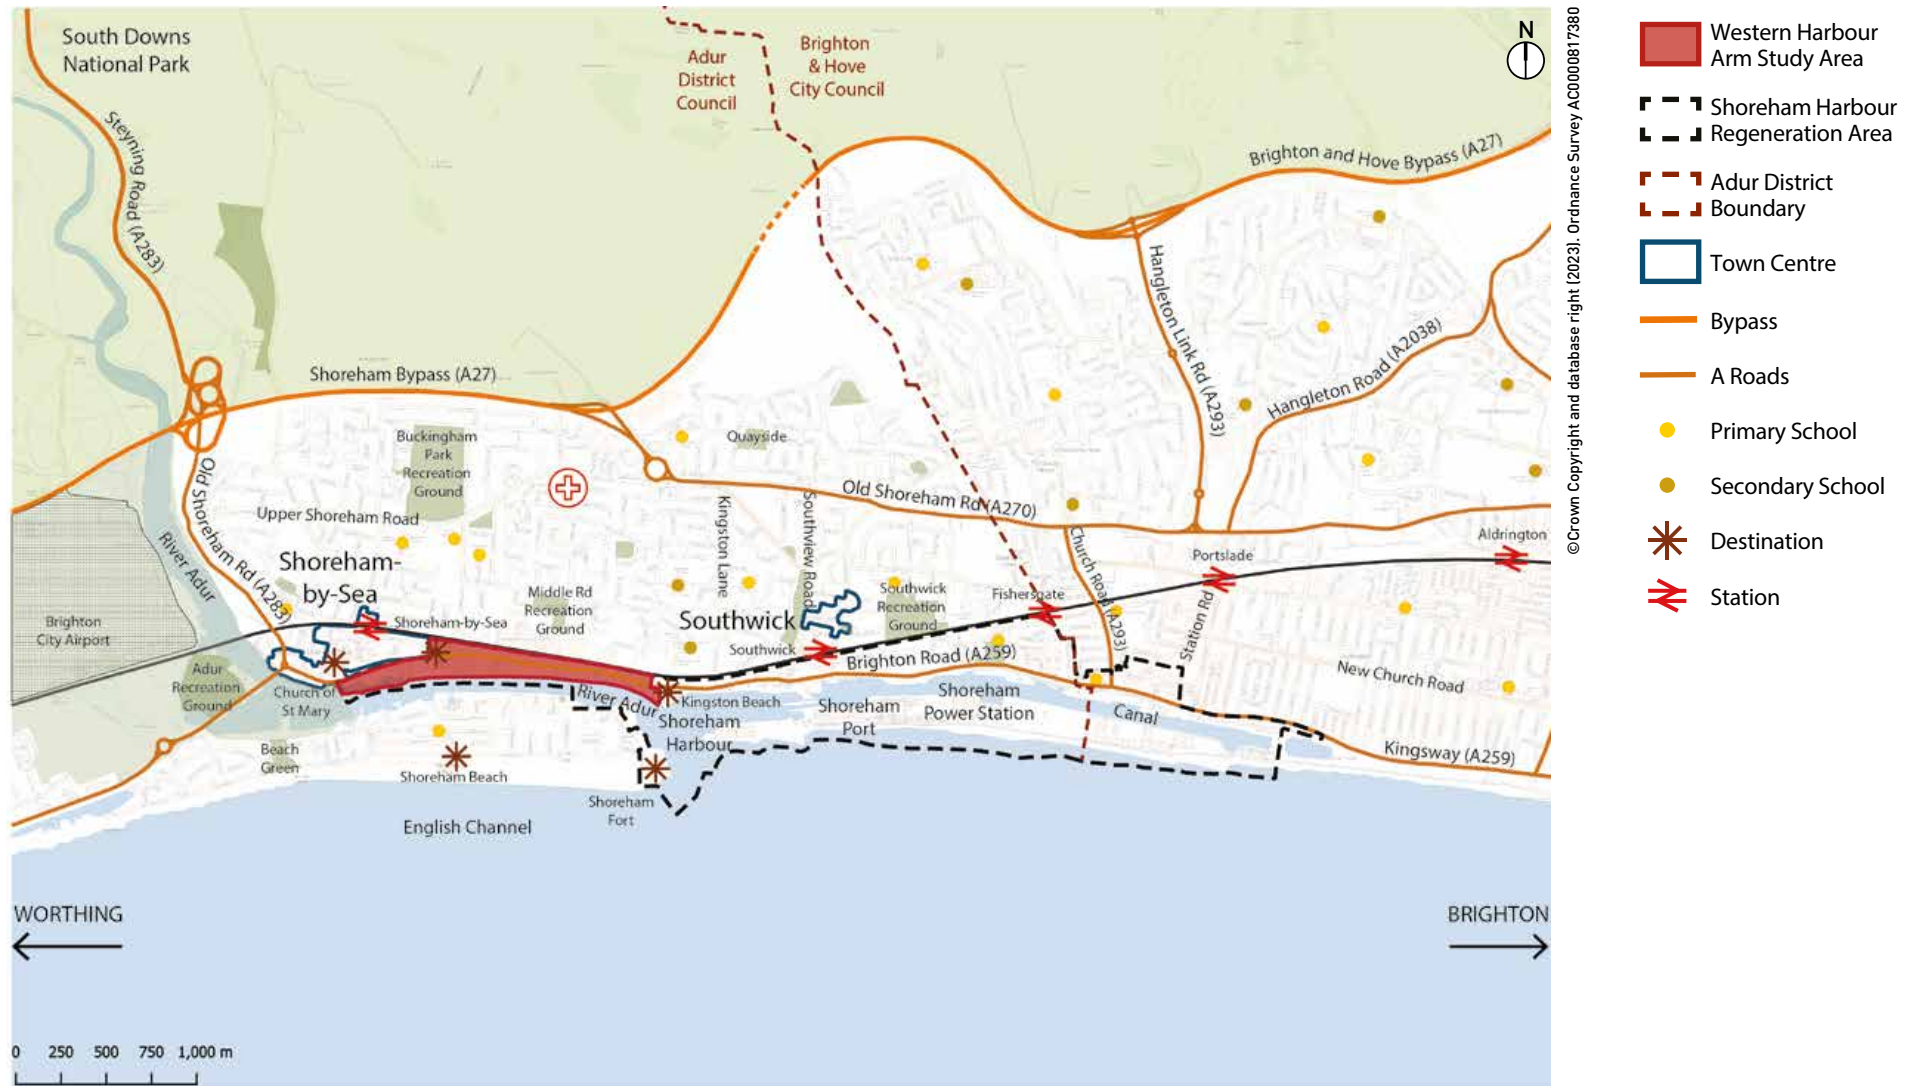 South Downs
National Park
Adur
District
Council
Brighton
& Hove
City Council
N
Steyning Road (A283)
Brighton and Hove Bypass (A27)
Hangleton Link Rd (A293)
Hangleton Road (A2038)
Shoreham Bypass (A27)
Buckingham
Park
Recreation
Ground
Quayside
Old Shoreham Rd (A270)
Old Shoreham Rd (A283)
Upper Shoreham Road
Kingston Lane
Southview Road
Church Road (A293)
Station Rd
Aldrington
Portslade
River Adur
Shoreham-
by-Sea
Shoreham-by-Sea
Middle Rd
Recreation
Ground
Southwick
Southwick
Recreation
Ground
Fishersgate
Brighton
City Airport
Southwick
Brighton Road (A259)
New Church Road
Adur
Recreation
Ground
Church of
St Mary
River Adur
Kingston Beach
Shoreham
Harbour
Shoreham
Port
Shoreham
Power Station
Canal
Kingsway (A259)
Beach
Green
Shoreham Beach
Shoreham
Fort
English Channel
WORTHING
BRIGHTON
0 250 500 750 1,000 m
©Crown Copyright and database right (2023). Ordnance Survey AC0000817380
Western Harbour
Arm Study Area
Shoreham Harbour
Regeneration Area
Adur District
Boundary
Town Centre
Bypass
A Roads
Primary School
Secondary School
Destination
Station